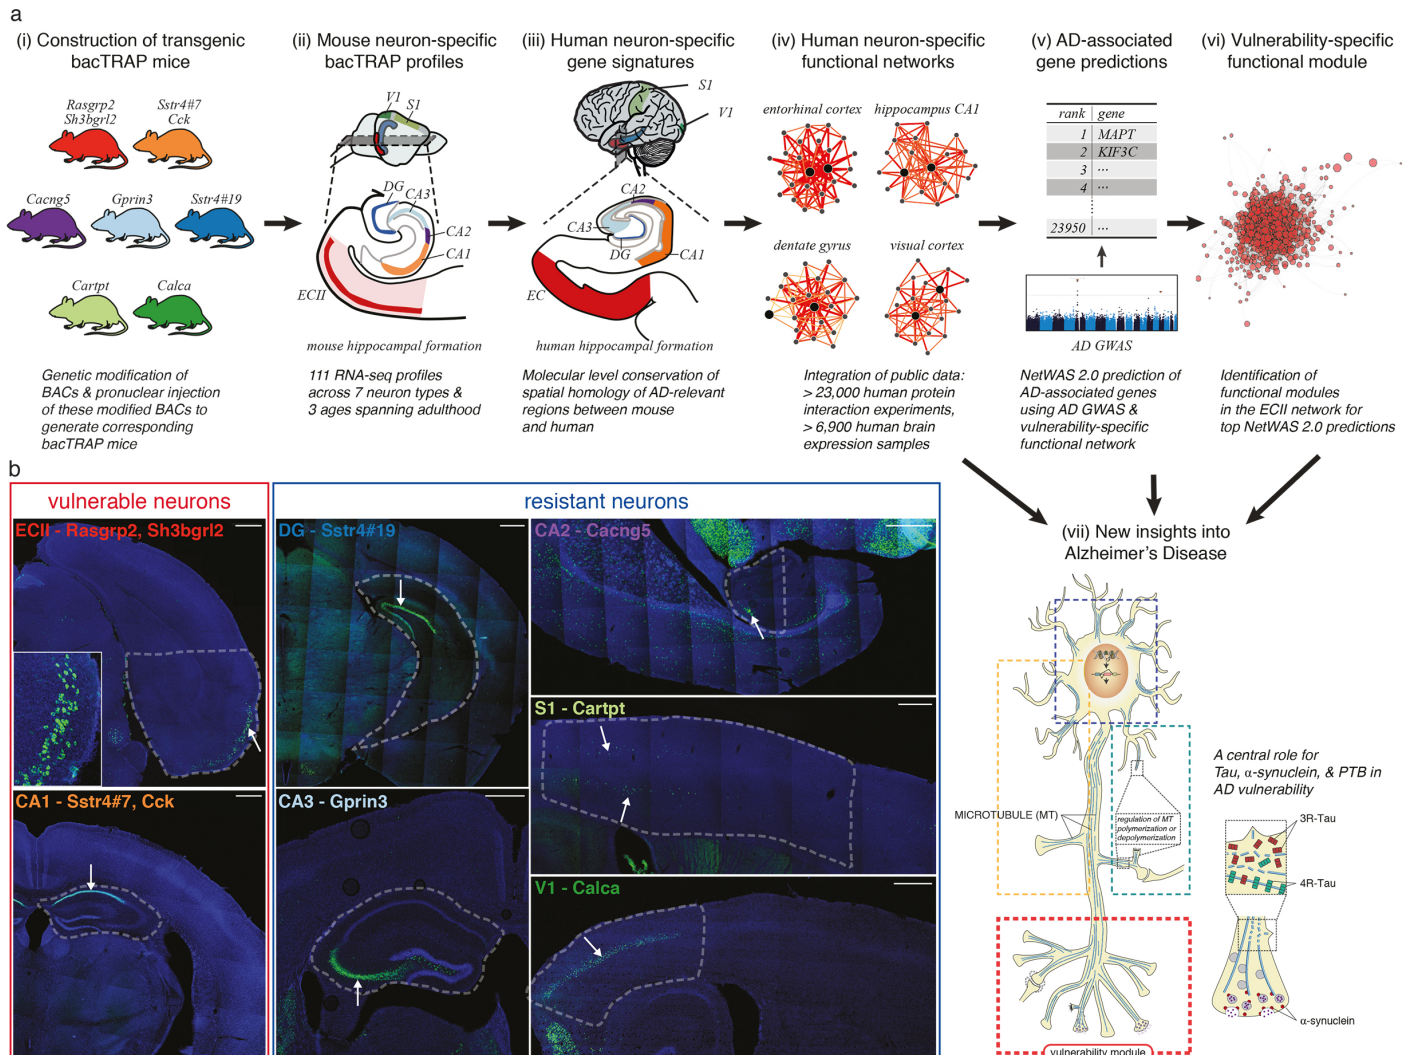 a
(i) Construction of transgenic
bacTRAP mice
Rasgrp2
Sh3bgrl2
Sstr4#7
Cck
Cacng5
Gprin3
Sstr4#19
Cartpt
Calca
Genetic modification of
BACs & pronuclear injection
of these modified BACs to
generate corresponding
bacTRAP mice
(ii) Mouse neuron-specific
bacTRAP profiles
V1
S1
DG
CA3
CA2
CA1
ECII
mouse hippocampal formation
111 RNA-seq profiles
across 7 neuron types &
3 ages spanning adulthood
(iii) Human neuron-specific
gene signatures
S1
V1
CA2
CA3
DG
CA1
EC
human hippocampal formation
Molecular level conservation of
spatial homology of AD-relevant
regions between mouse
and human
(iv) Human neuron-specific
functional networks
entorhinal cortex
hippocampus CA1
dentate gyrus
visual cortex
Integration of public data:
> 23,000 human protein
interaction experiments,
> 6,900 human brain
expression samples
(v) AD-associated
gene predictions
rank gene
1 MAPT
2 KIF3C
3 ...
4 ...
23950 ...
AD GWAS
NetWAS 2.0 prediction of
AD-associated genes
using AD GWAS &
vulnerability-specific
functional network
(vi) Vulnerability-specific
functional module
Identification of
functional modules
in the ECII network for
top NetWAS 2.0 predictions
b
vulnerable neurons
ECII - Rasgrp2, Sh3bgrl2
CA1 - Sstr4#7, Cck
resistant neurons
DG - Sstr4#19
CA3 - Gprin3
CA2 - Cacng5
S1 - Cartpt
V1 - Calca
(vii) New insights into
Alzheimer's Disease
MICROTUBULE (MT)
regulation of MT
polymerization or
depolymerization
A central role for
Tau, α-synuclein, & PTB in
AD vulnerability
3R-Tau
4R-Tau
α-synuclein
vulnerability module